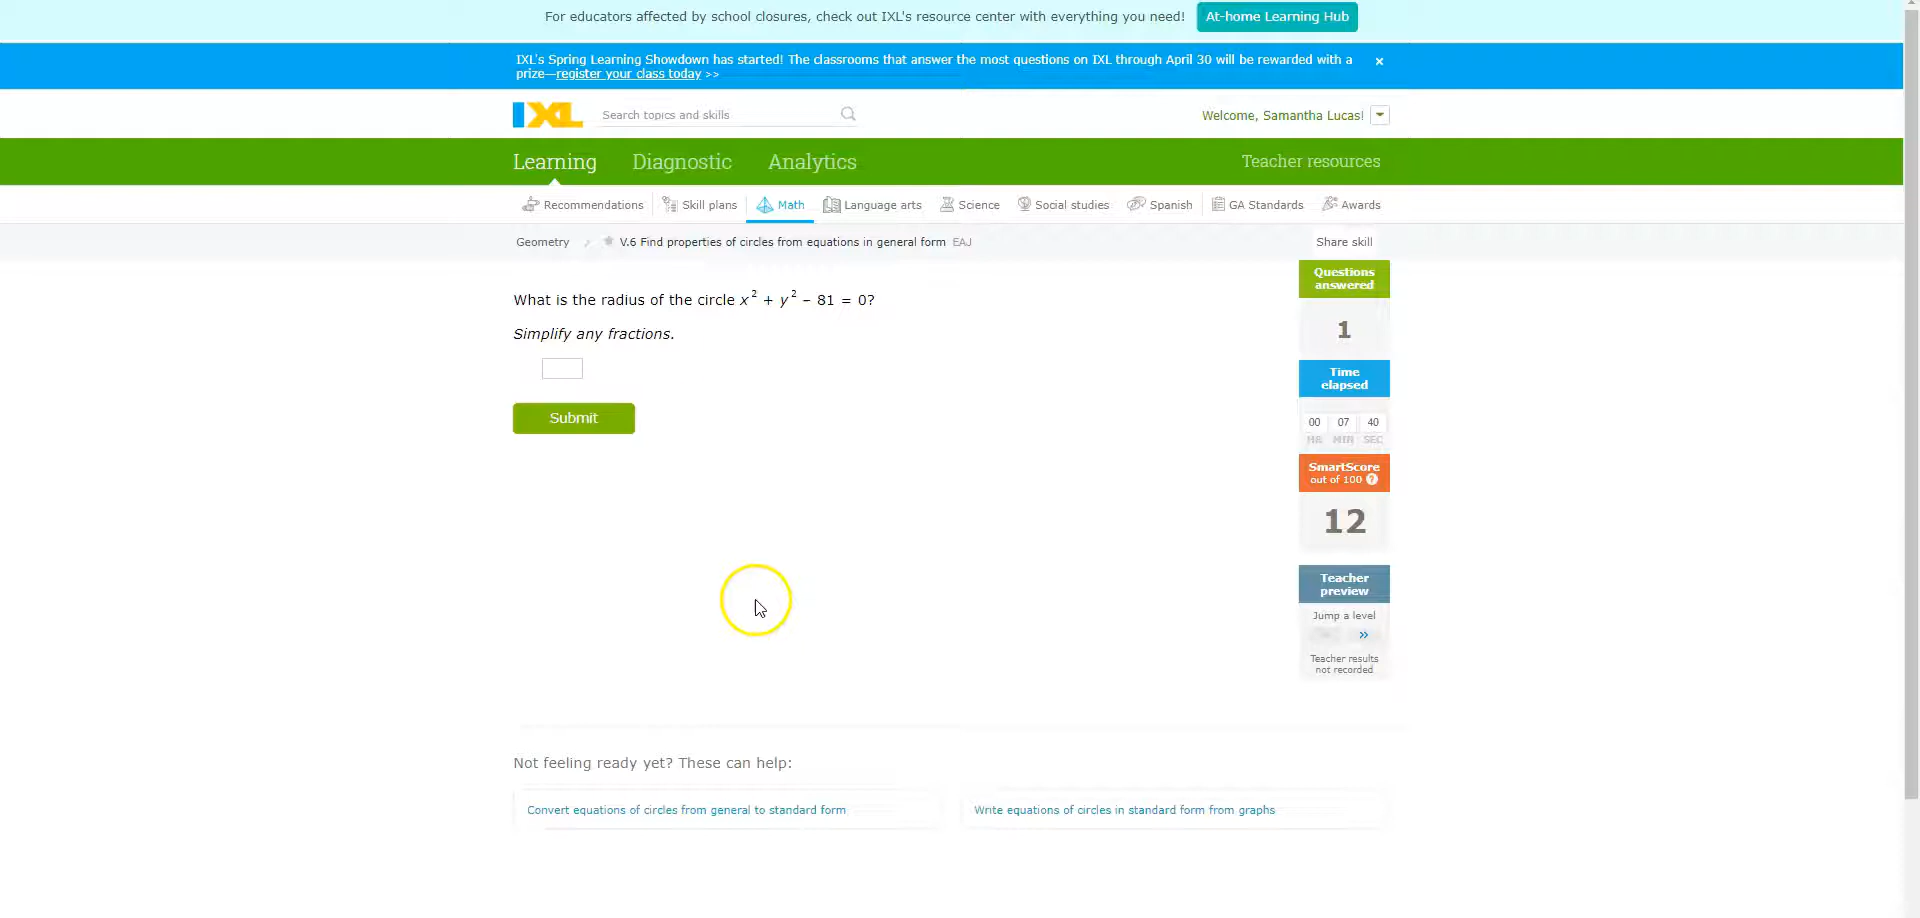 For educators affected by school closures, check out IXL's resource center with everything you need! At-home Learning Hub
IXL's Spring Learning Showdown has started! The classrooms that answer the most questions on IXL through April 30 will be rewarded with a
prize—register your class today >>
×
IXL Search topics and skills Welcome, Samantha Lucas!
Learning Diagnostic Analytics Teacher resources
Recommendations Skill plans Math Language arts Science Social studies Spanish GA Standards Awards
Geometry V.6 Find properties of circles from equations in general form EAJ Share skill
What is the radius of the circle x² + y² – 81 = 0?
Simplify any fractions.
Submit
Questions
answered
1
Time
elapsed
00 07 40
HR MIN SEC
SmartScore
out of 100 ?
12
Teacher
preview
Jump a level
»
Teacher results
not recorded
Not feeling ready yet? These can help:
Convert equations of circles from general to standard form Write equations of circles in standard form from graphs